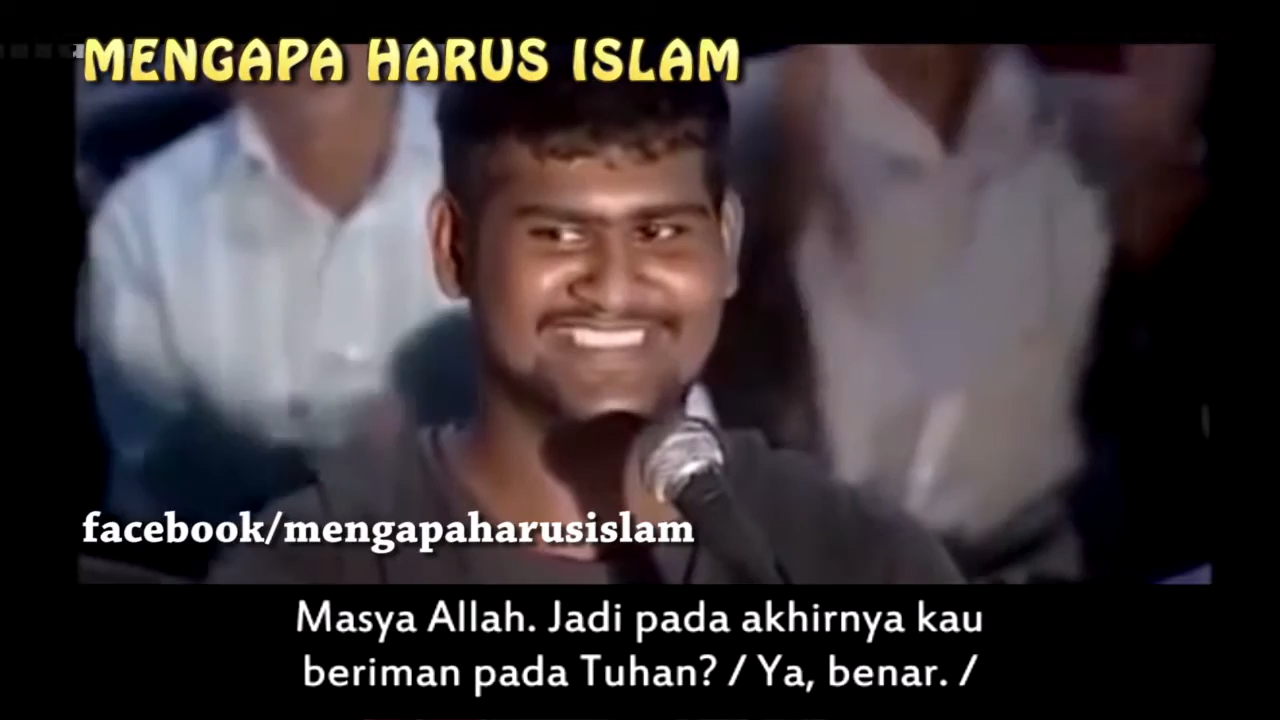 MENGAPA HARUS ISLAM
facebook/mengapaharusislam
Masya Allah. Jadi pada akhirnya kau
beriman pada Tuhan? / Ya, benar. /